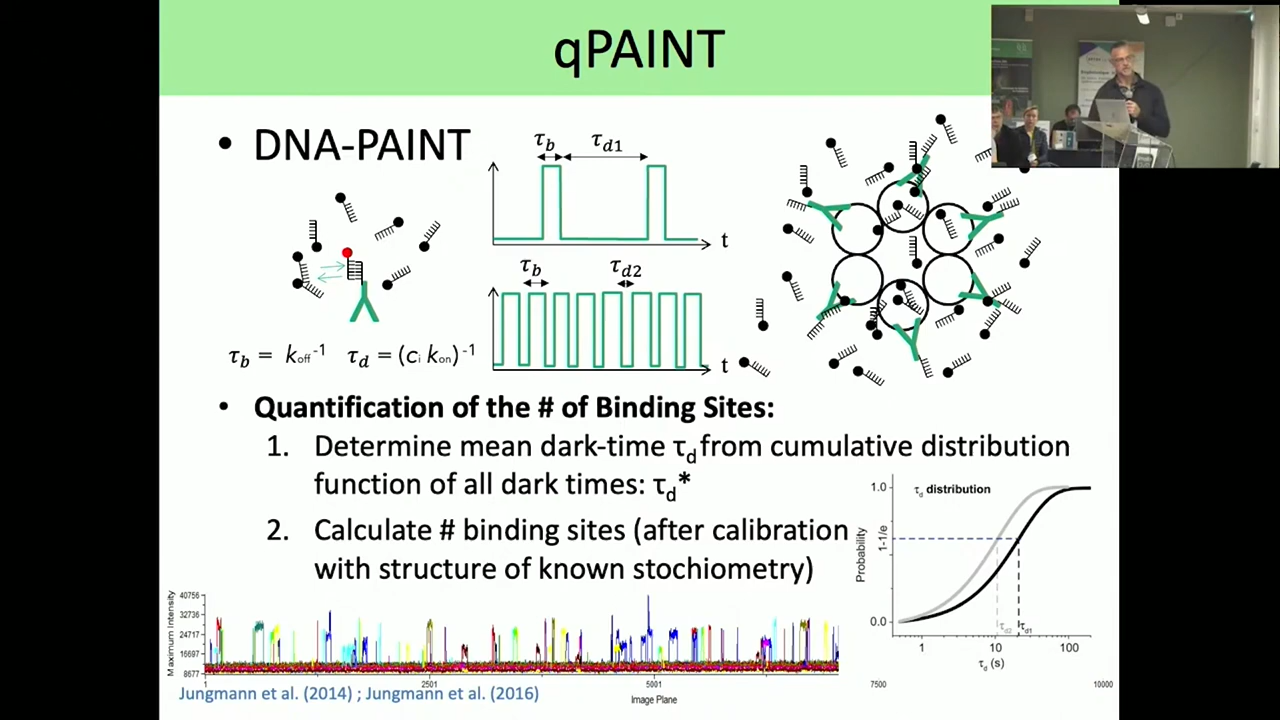 qPAINT
• DNA-PAINT
τb τd1
t
τb τd2
t
τb = koff-1 τd = (ci kon)-1
• Quantification of the # of Binding Sites:
1. Determine mean dark-time τd from cumulative distribution
function of all dark times: τd*
2. Calculate # binding sites (after calibration
with structure of known stochiometry)
τd distribution
Probability
1.0
1-1/e
0.0
τd2 τd1
1 10 100
τd (s)
Maximum Intensity
40756
32736
24717
16697
8677
1 2501 5001 7500 10000
Image Plane
Jungmann et al. (2014) ; Jungmann et al. (2016)